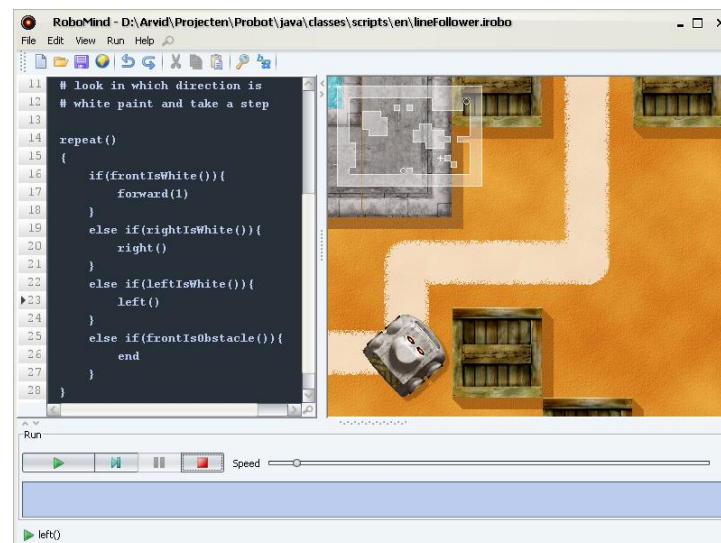 RoboMind - D:\Arvid\Projecten\Probot\java\classes\scripts\en\lineFollower.irobo
File Edit View Run Help
11 # look in which direction is
12 # white paint and take a step
13
14 repeat()
15 {
16 if(frontIsWhite()){
17 forward(1)
18 }
19 else if(rightIsWhite()){
20 right()
21 }
22 else if(leftIsWhite()){
23 left()
24 }
25 else if(frontIsObstacle()){
26 end
27 }
28 }
Run
Speed
left()